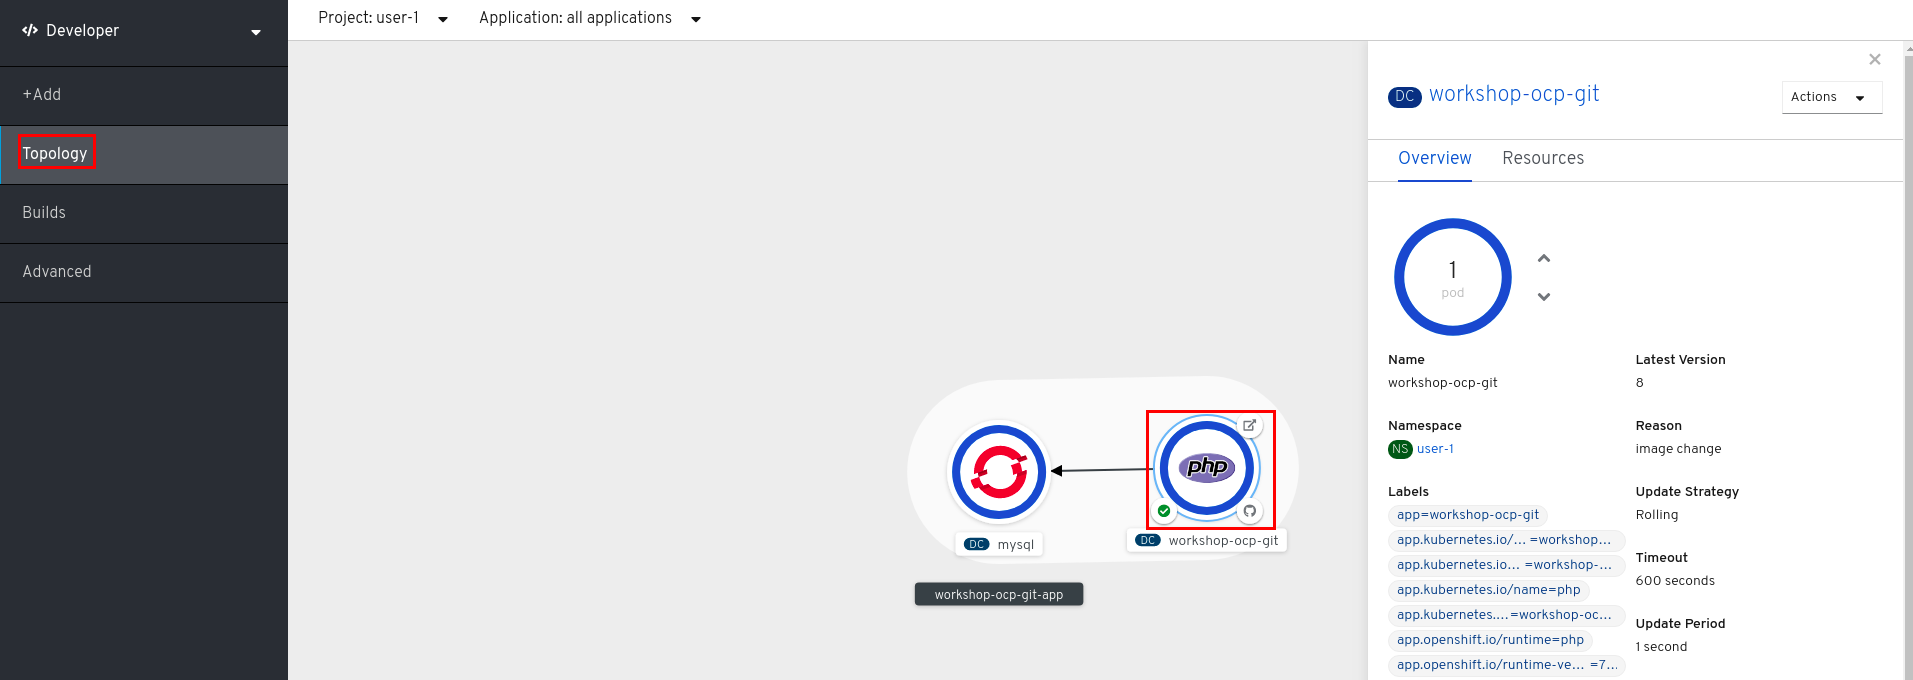 Developer
+Add
Topology
Builds
Advanced
Project: user-1
Application: all applications
php
DC mysql
DC workshop-ocp-git
workshop-ocp-git-app
DC workshop-ocp-git
Actions
Overview Resources
1
pod
Name
workshop-ocp-git
Namespace
NS user-1
Labels
app=workshop-ocp-git
app.kubernetes.io/... =workshop...
app.kubernetes.io... =workshop-...
app.kubernetes.io/name=php
app.kubernetes.... =workshop-oc...
app.openshift.io/runtime=php
app.openshift.io/runtime-ve... =7...
Latest Version
8
Reason
image change
Update Strategy
Rolling
Timeout
600 seconds
Update Period
1 second